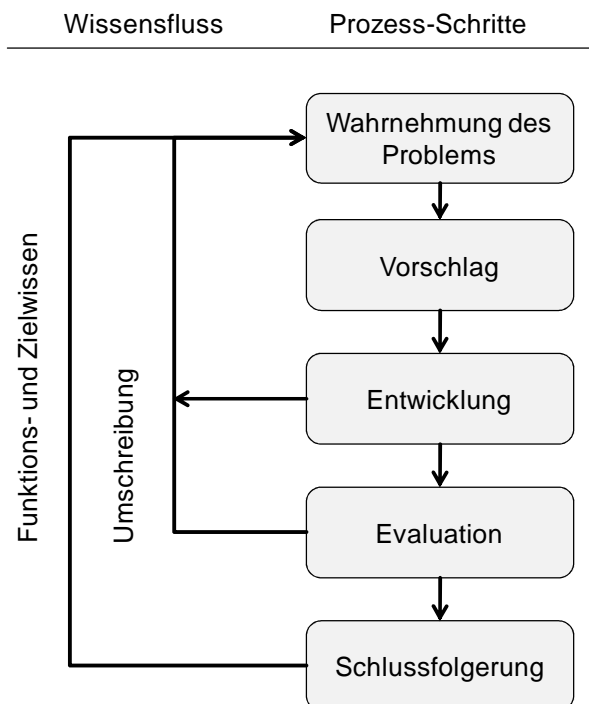 Wissensfluss Prozess-Schritte
Wahrnehmung des
Problems
Vorschlag
Entwicklung
Evaluation
Schlussfolgerung
Funktions- und Zielwissen
Umschreibung